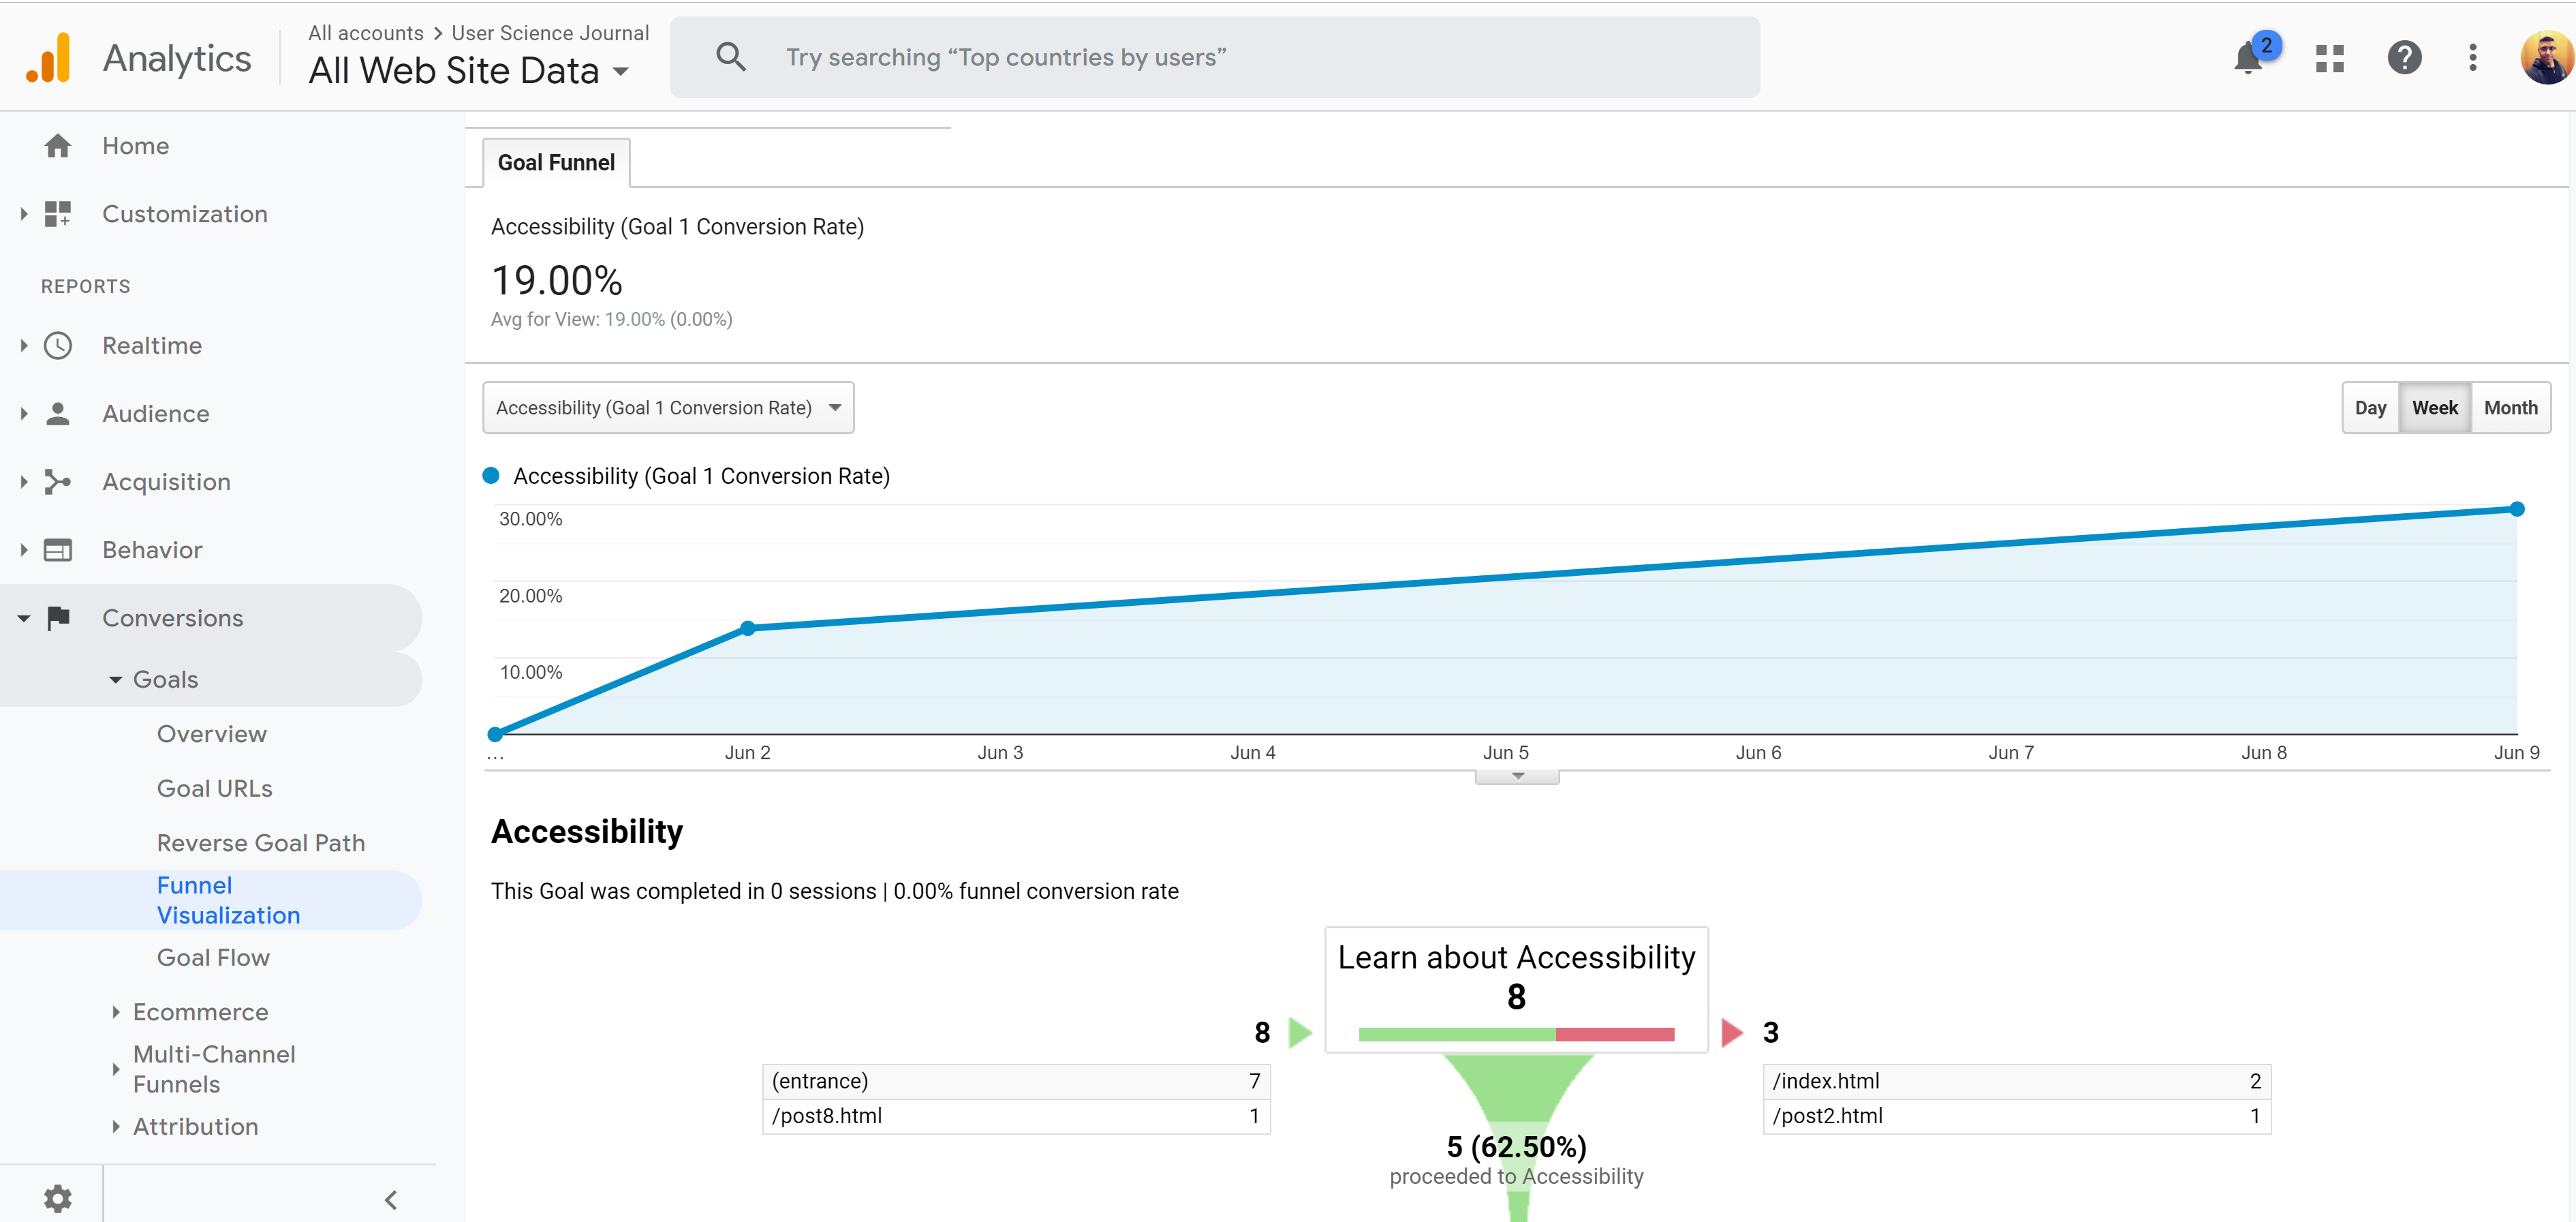 Analytics
All accounts > User Science Journal
All Web Site Data
Try searching “Top countries by users”
2
Home
Customization
REPORTS
Realtime
Audience
Acquisition
Behavior
Conversions
Goals
Overview
Goal URLs
Reverse Goal Path
Funnel
Visualization
Goal Flow
Ecommerce
Multi-Channel
Funnels
Attribution
Goal Funnel
Accessibility (Goal 1 Conversion Rate)
19.00%
Avg for View: 19.00% (0.00%)
Accessibility (Goal 1 Conversion Rate)
Day Week Month
Accessibility (Goal 1 Conversion Rate)
30.00%
20.00%
10.00%
... Jun 2 Jun 3 Jun 4 Jun 5 Jun 6 Jun 7 Jun 8 Jun 9
Accessibility
This Goal was completed in 0 sessions | 0.00% funnel conversion rate
Learn about Accessibility
8
8 3
(entrace) 7 /index.html 2
/post8.html 1 /post2.html 1
5 (62.50%)
proceeded to Accessibility